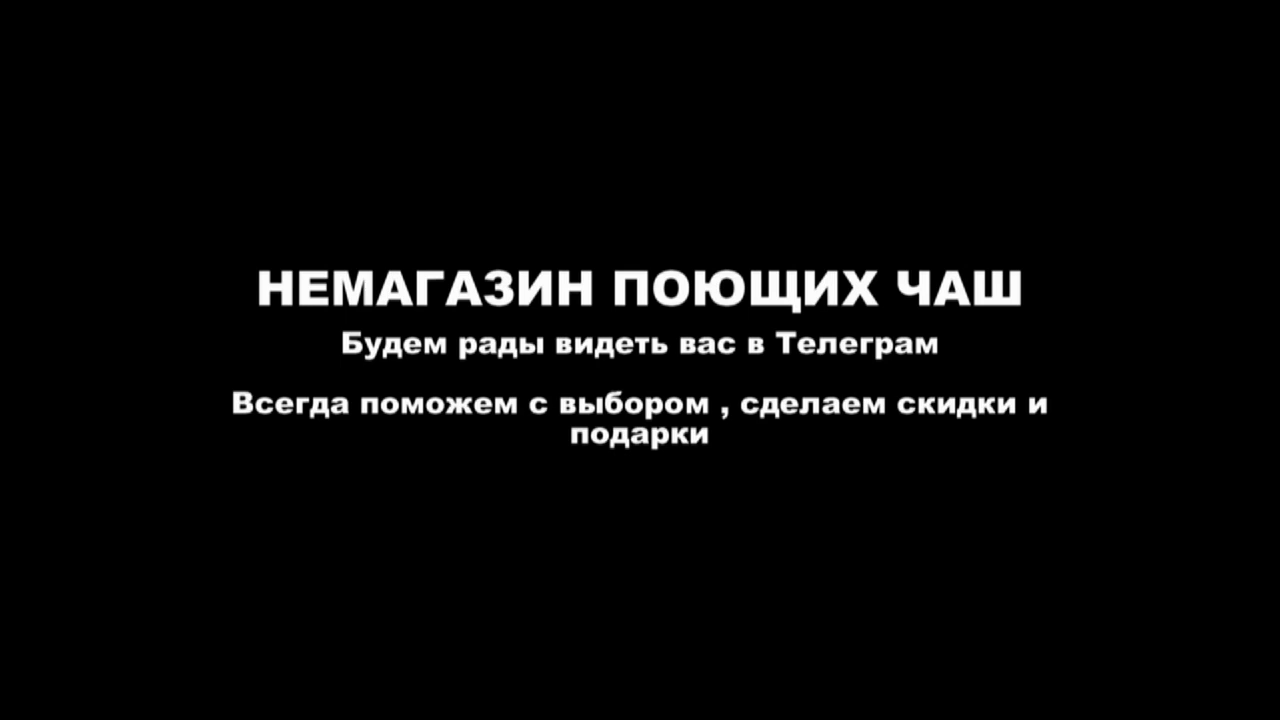 НЕМАГАЗИН ПОЮЩИХ ЧАШ
Будем рады видеть вас в Телеграм
Всегда поможем с выбором , сделаем скидки и
подарки